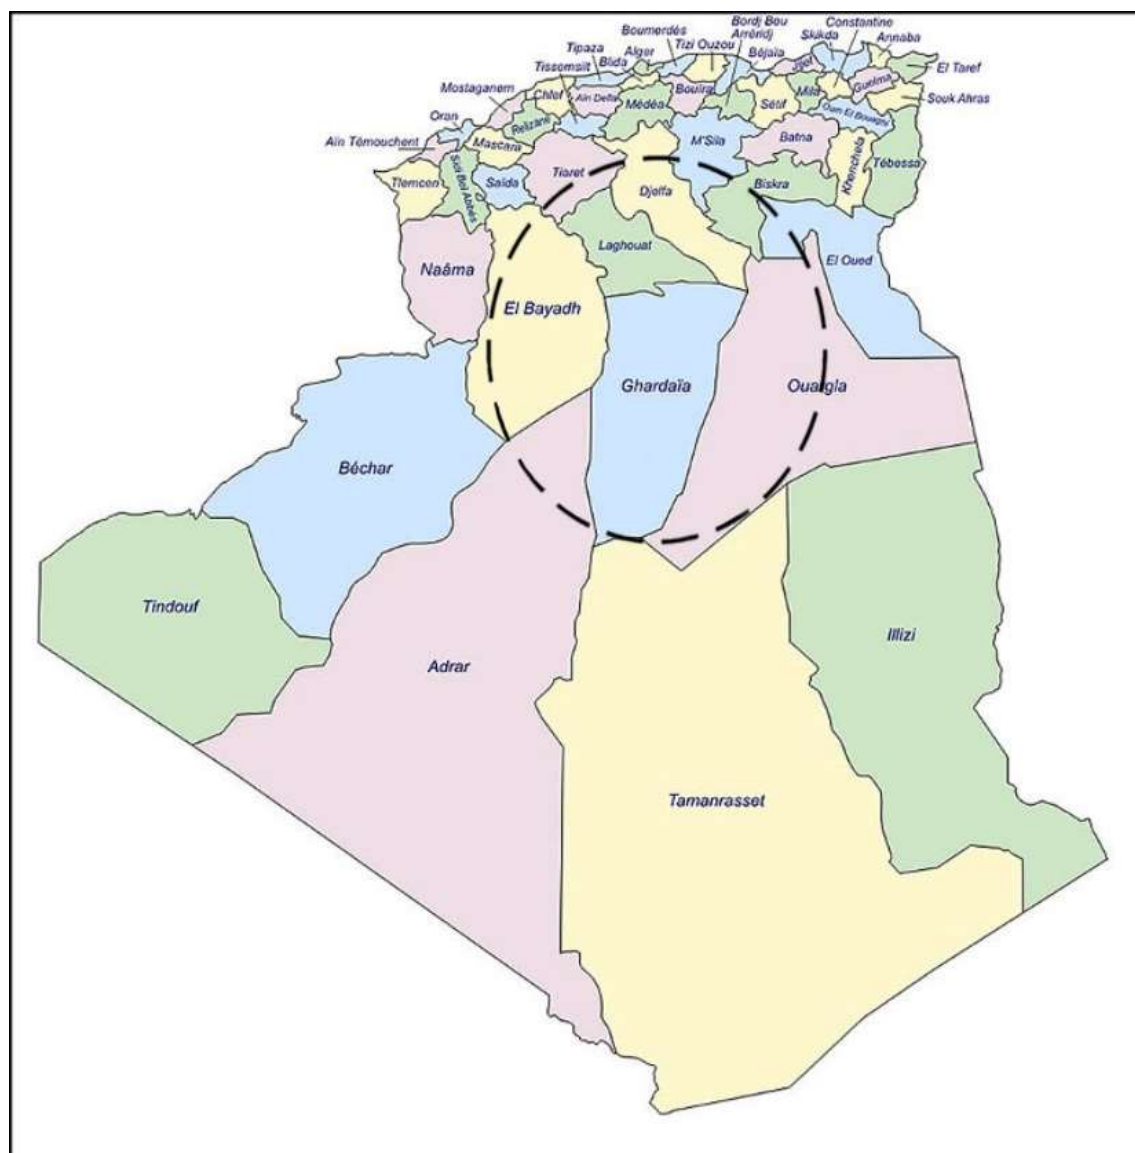 Bordj Bou
Arréridj
Constantine
Boumerdés
Skikda
Annaba
Tizi Ouzou
Béjaïa
Jijel
El Taref
Tipaza
Alger
Blida
Tissemsilt
Mostaganem
Chlef
Aïn Defla
Médéa
Bouira
Sétif
Mila
Guelma
Souk Ahras
Oran
Relizane
Oum El Bouaghi
Aïn Témouchent
Mascara
M'Sila
Batna
Khenchela
Tébessa
Tlemcen
Sidi Bel Abbès
Saïda
Tiaret
Djelfa
Biskra
Laghouat
El Oued
Naâma
El Bayadh
Ghardaïa
Ouargla
Béchar
Tindouf
Adrar
Illizi
Tamanrasset